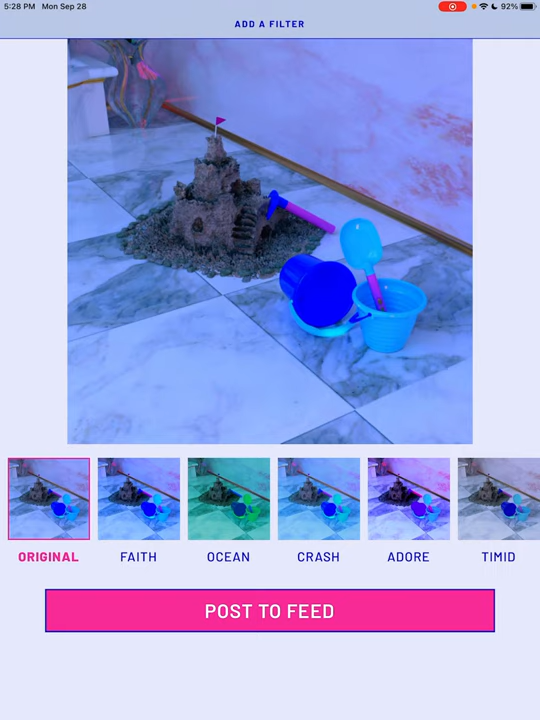 5:28 PM Mon Sep 28
92%
ADD A FILTER
ORIGINAL
FAITH
OCEAN
CRASH
ADORE
TIMID
POST TO FEED